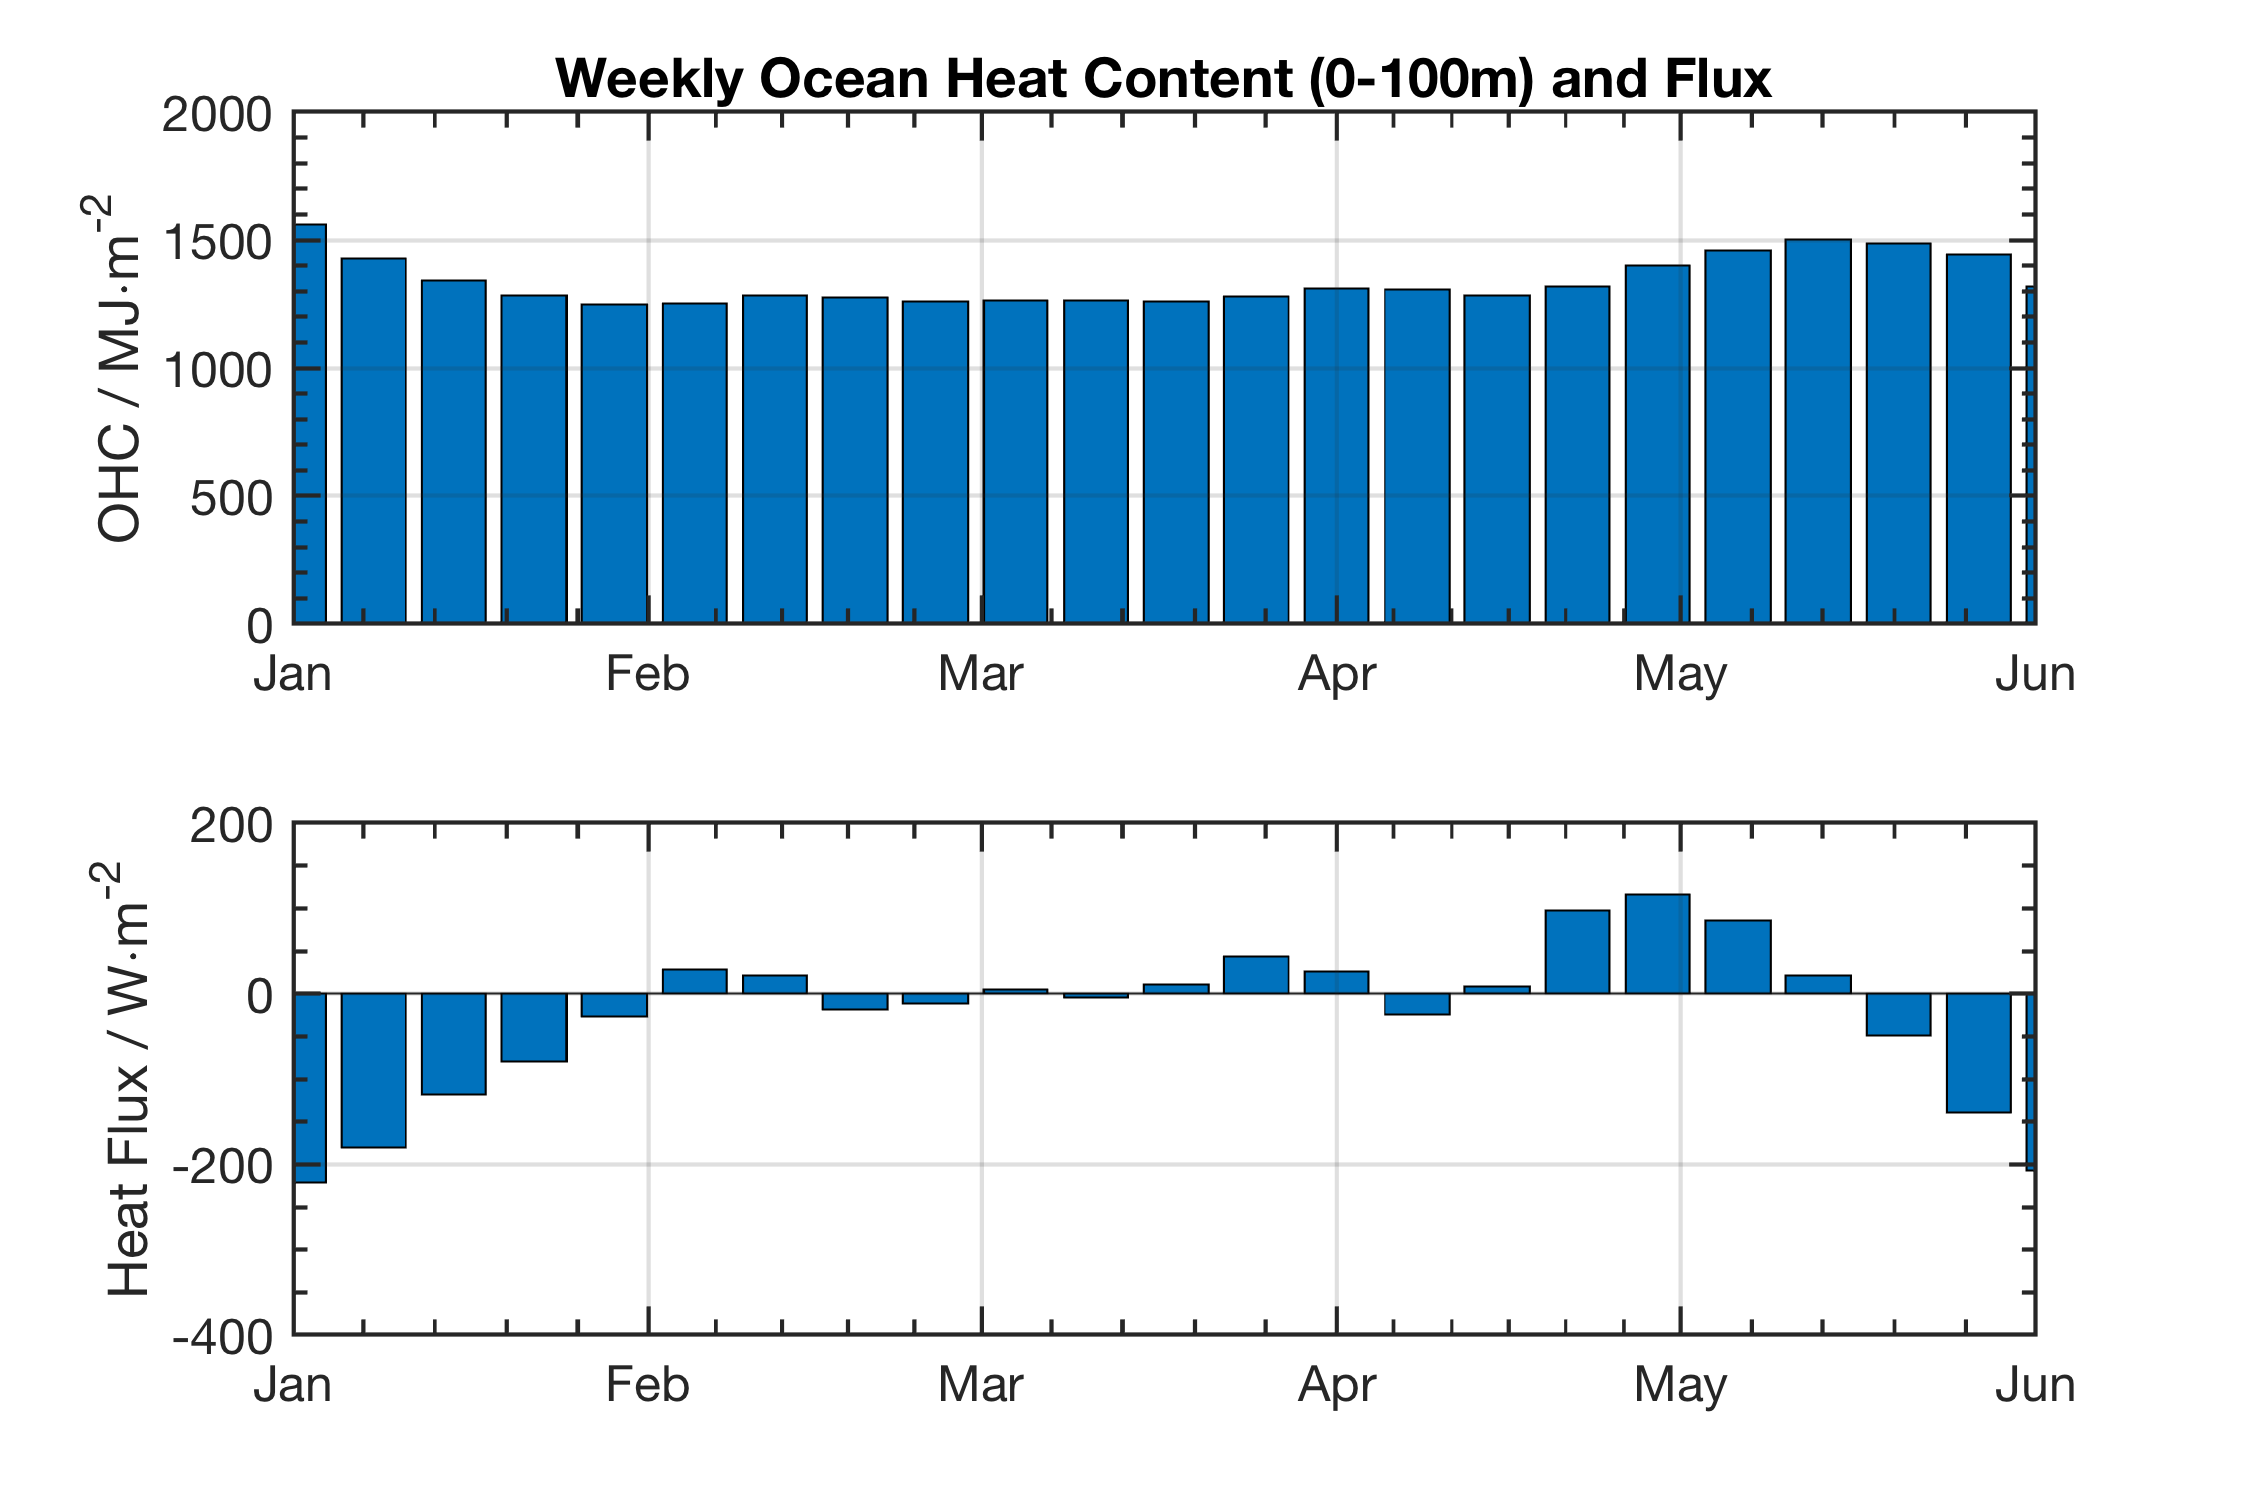 Weekly Ocean Heat Content (0-100m) and Flux
OHC / MJ·m⁻²
2000
1500
1000
500
0
Jan Feb Mar Apr May Jun
Heat Flux / W·m⁻²
200
0
-200
-400
Jan Feb Mar Apr May Jun